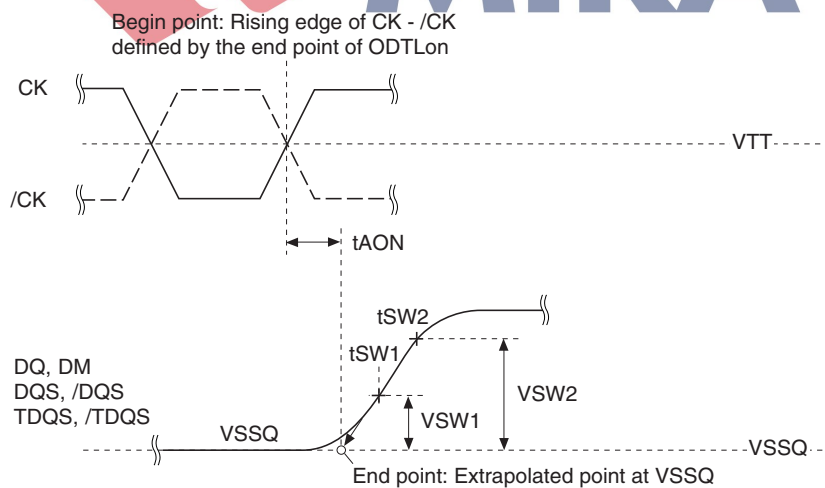 Begin point: Rising edge of CK - /CK
defined by the end point of ODTLon
CK
VTT
/CK
tAON
tSW2
tSW1
DQ, DM
DQS, /DQS
TDQS, /TDQS
VSW2
VSW1
VSSQ
VSSQ
End point: Extrapolated point at VSSQ